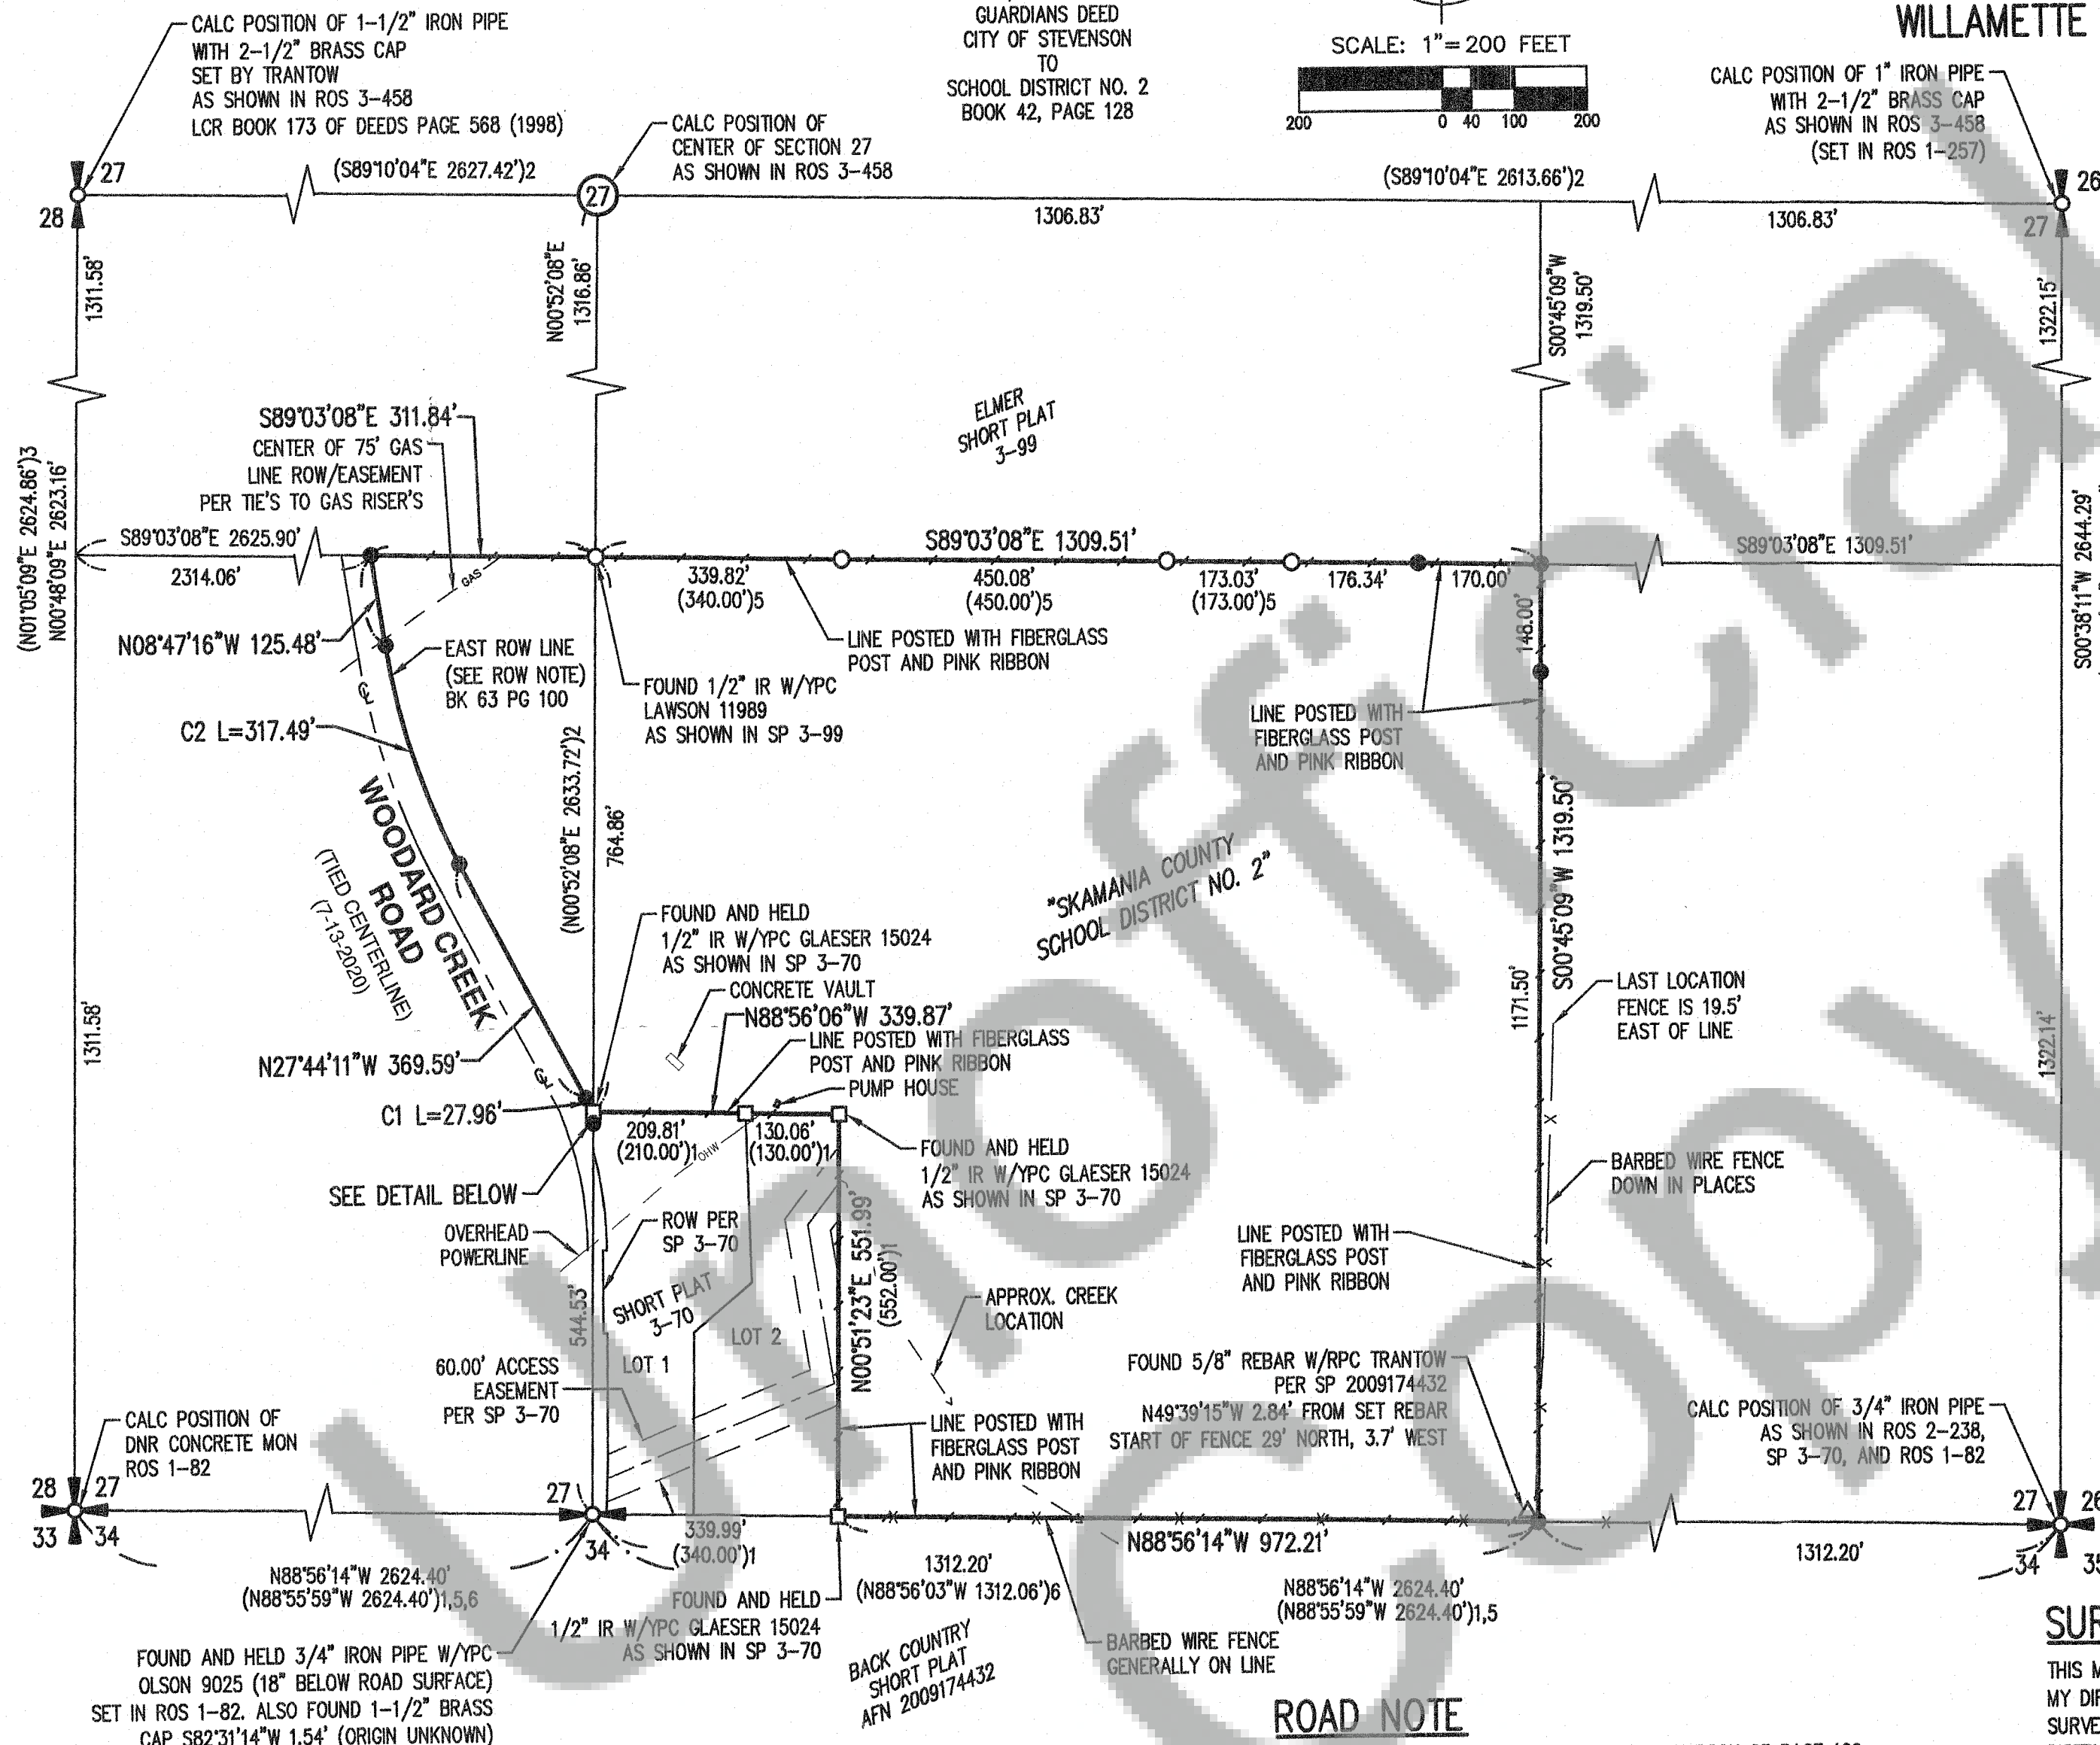 CALC POSITION OF 1-1/2" IRON PIPE
WITH 2-1/2" BRASS CAP
SET BY TRANTOW
AS SHOWN IN ROS 3-458
LCR BOOK 173 OF DEEDS PAGE 568 (1998)
GUARDIANS DEED
CITY OF STEVENSON
TO
SCHOOL DISTRICT NO. 2
BOOK 42, PAGE 128
SCALE: 1"=200 FEET
200 0 40 100 200
WILLAMETTE
CALC POSITION OF 1" IRON PIPE
WITH 2-1/2" BRASS CAP
AS SHOWN IN ROS 3-458
(SET IN ROS 1-257)
CALC POSITION OF
CENTER OF SECTION 27
AS SHOWN IN ROS 3-458
27
28
(S89°10'04"E 2627.42')2
27
(S89°10'04"E 2613.66')2
1306.83'
1306.83'
26
27
1311.58'
N00°52'08"E
1316.86'
S00°45'09"W
1319.50'
1322.15'
ELMER
SHORT PLAT
3-99
S89°03'08"E 311.84'
CENTER OF 75' GAS
LINE ROW/EASEMENT
PER TIE'S TO GAS RISER'S
(N01°05'09"E 2624.86')3
N00°48'09"E 2623.16'
S89°03'08"E 2625.90'
2314.06'
GAS
S89°03'08"E 1309.51'
339.82'
(340.00')5
450.08'
(450.00')5
173.03'
(173.00')5
176.34'
170.00'
S89°03'08"E 1309.51'
S00°38'11"W 2644.29'
148.00'
N08°47'16"W 125.48'
EAST ROW LINE
(SEE ROW NOTE)
BK 63 PG 100
LINE POSTED WITH FIBERGLASS
POST AND PINK RIBBON
FOUND 1/2" IR W/YPC
LAWSON 11989
AS SHOWN IN SP 3-99
C2 L=317.49'
LINE POSTED WITH
FIBERGLASS POST
AND PINK RIBBON
(N00°52'08"E 2633.72')2
764.86'
WOODARD CREEK
ROAD
(TIED CENTERLINE)
(7-13-2020)
"SKAMANIA COUNTY
SCHOOL DISTRICT NO. 2"
S00°45'09"W 1319.50'
1171.50'
FOUND AND HELD
1/2" IR W/YPC GLAESER 15024
AS SHOWN IN SP 3-70
CONCRETE VAULT
N88°56'06"W 339.87'
LINE POSTED WITH FIBERGLASS
POST AND PINK RIBBON
PUMP HOUSE
LAST LOCATION
FENCE IS 19.5'
EAST OF LINE
1311.58'
1322.14'
N27°44'11"W 369.59'
C1 L=27.96'
209.81'
(210.00')1
OHW
130.06'
(130.00')1
FOUND AND HELD
1/2" IR W/YPC GLAESER 15024
AS SHOWN IN SP 3-70
BARBED WIRE FENCE
DOWN IN PLACES
SEE DETAIL BELOW
OVERHEAD
POWERLINE
ROW PER
SP 3-70
N00°51'23"E 551.99'
(552.00')1
LINE POSTED WITH
FIBERGLASS POST
AND PINK RIBBON
544.53'
SHORT PLAT
3-70
LOT 2
LOT 1
APPROX. CREEK
LOCATION
60.00' ACCESS
EASEMENT
PER SP 3-70
FOUND 5/8" REBAR W/RPC TRANTOW
PER SP 2009174432
N49°39'15"W 2.84' FROM SET REBAR
START OF FENCE 29' NORTH, 3.7' WEST
CALC POSITION OF 3/4" IRON PIPE
AS SHOWN IN ROS 2-238,
SP 3-70, AND ROS 1-82
CALC POSITION OF
DNR CONCRETE MON
ROS 1-82
LINE POSTED WITH
FIBERGLASS POST
AND PINK RIBBON
28 27
33 34
27
34
27 26
34 35
339.99'
(340.00')1
N88°56'14"W 972.21'
1312.20'
(N88°56'03"W 1312.06')6
1312.20'
N88°56'14"W 2624.40'
(N88°55'59"W 2624.40')1,5,6
N88°56'14"W 2624.40'
(N88°55'59"W 2624.40')1,5
FOUND AND HELD
1/2" IR W/YPC GLAESER 15024
AS SHOWN IN SP 3-70
BACK COUNTRY
SHORT PLAT
AFN 2009174432
BARBED WIRE FENCE
GENERALLY ON LINE
FOUND AND HELD 3/4" IRON PIPE W/YPC
OLSON 9025 (18" BELOW ROAD SURFACE)
SET IN ROS 1-82. ALSO FOUND 1-1/2" BRASS
CAP S82°31'14"W 1.54' (ORIGIN UNKNOWN)
ROAD NOTE
SUR
THIS M
MY DIR
SURVE
Unofficial
Copy